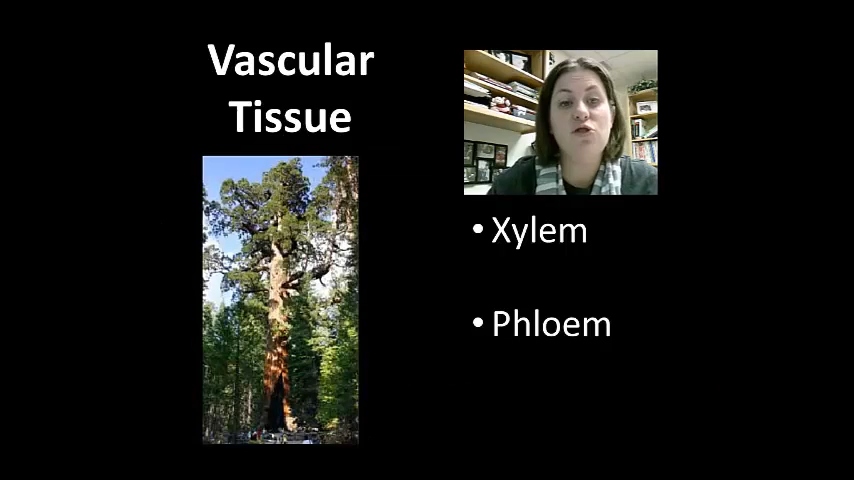 Vascular
Tissue
• Xylem
• Phloem